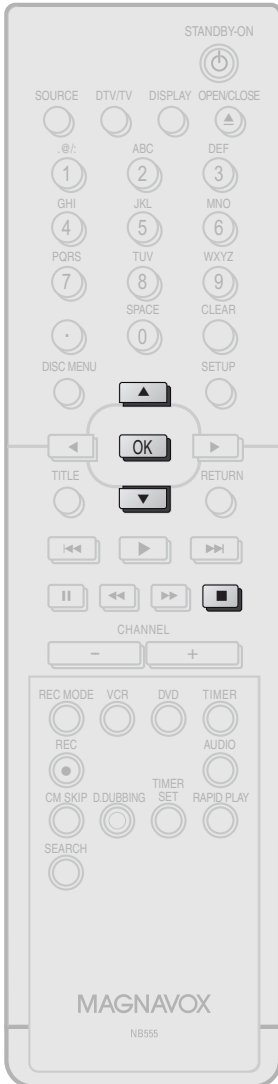 STANDBY-ON
SOURCE DTV/TV DISPLAY OPEN/CLOSE
.@/: ABC DEF
1 2 3
GHI JKL MNO
4 5 6
PQRS TUV WXYZ
7 8 9
SPACE CLEAR
. 0
DISC MENU SETUP
OK
TITLE RETURN
CHANNEL
- +
REC MODE VCR DVD TIMER
REC AUDIO
CM SKIP D.DUBBING TIMER SET RAPID PLAY
SEARCH
MAGNAVOX
NB555